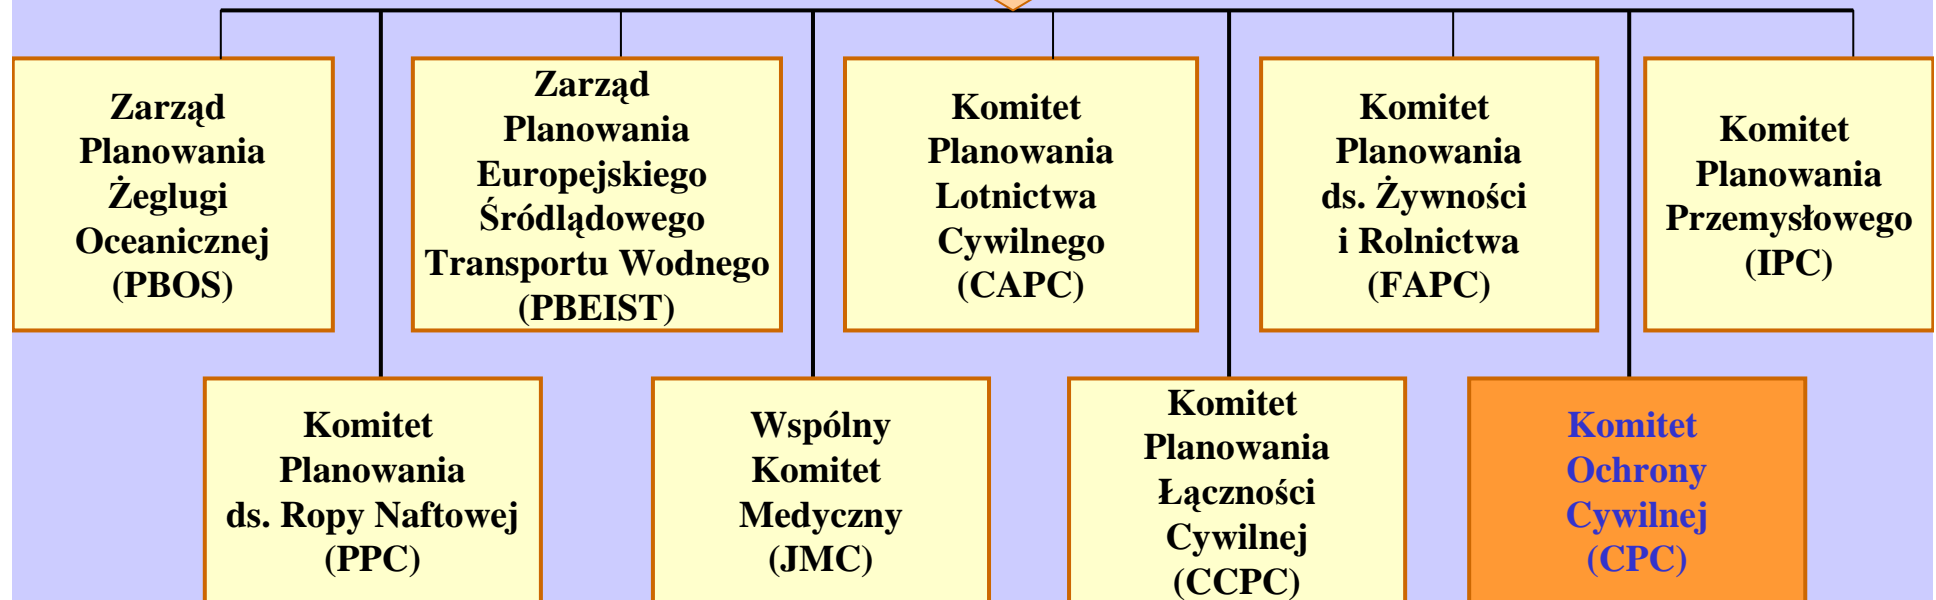 Zarząd
Planowania
Żeglugi
Oceanicznej
(PBOS)
Zarząd
Planowania
Europejskiego
Śródlądowego
Transportu Wodnego
(PBEIST)
Komitet
Planowania
Lotnictwa
Cywilnego
(CAPC)
Komitet
Planowania
ds. Żywności
i Rolnictwa
(FAPC)
Komitet
Planowania
Przemysłowego
(IPC)
Komitet
Planowania
ds. Ropy Naftowej
(PPC)
Wspólny
Komitet
Medyczny
(JMC)
Komitet
Planowania
Łączności
Cywilnej
(CCPC)
Komitet
Ochrony
Cywilnej
(CPC)